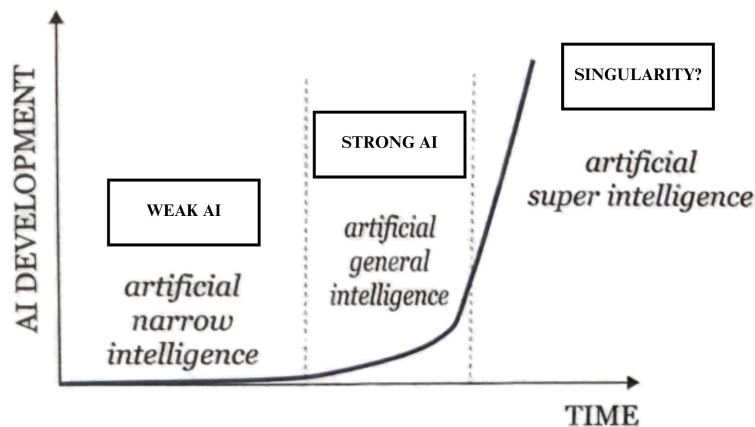 AI DEVELOPMENT
WEAK AI
artificial
narrow
intelligence
STRONG AI
artificial
general
intelligence
SINGULARITY?
artificial
super intelligence
TIME